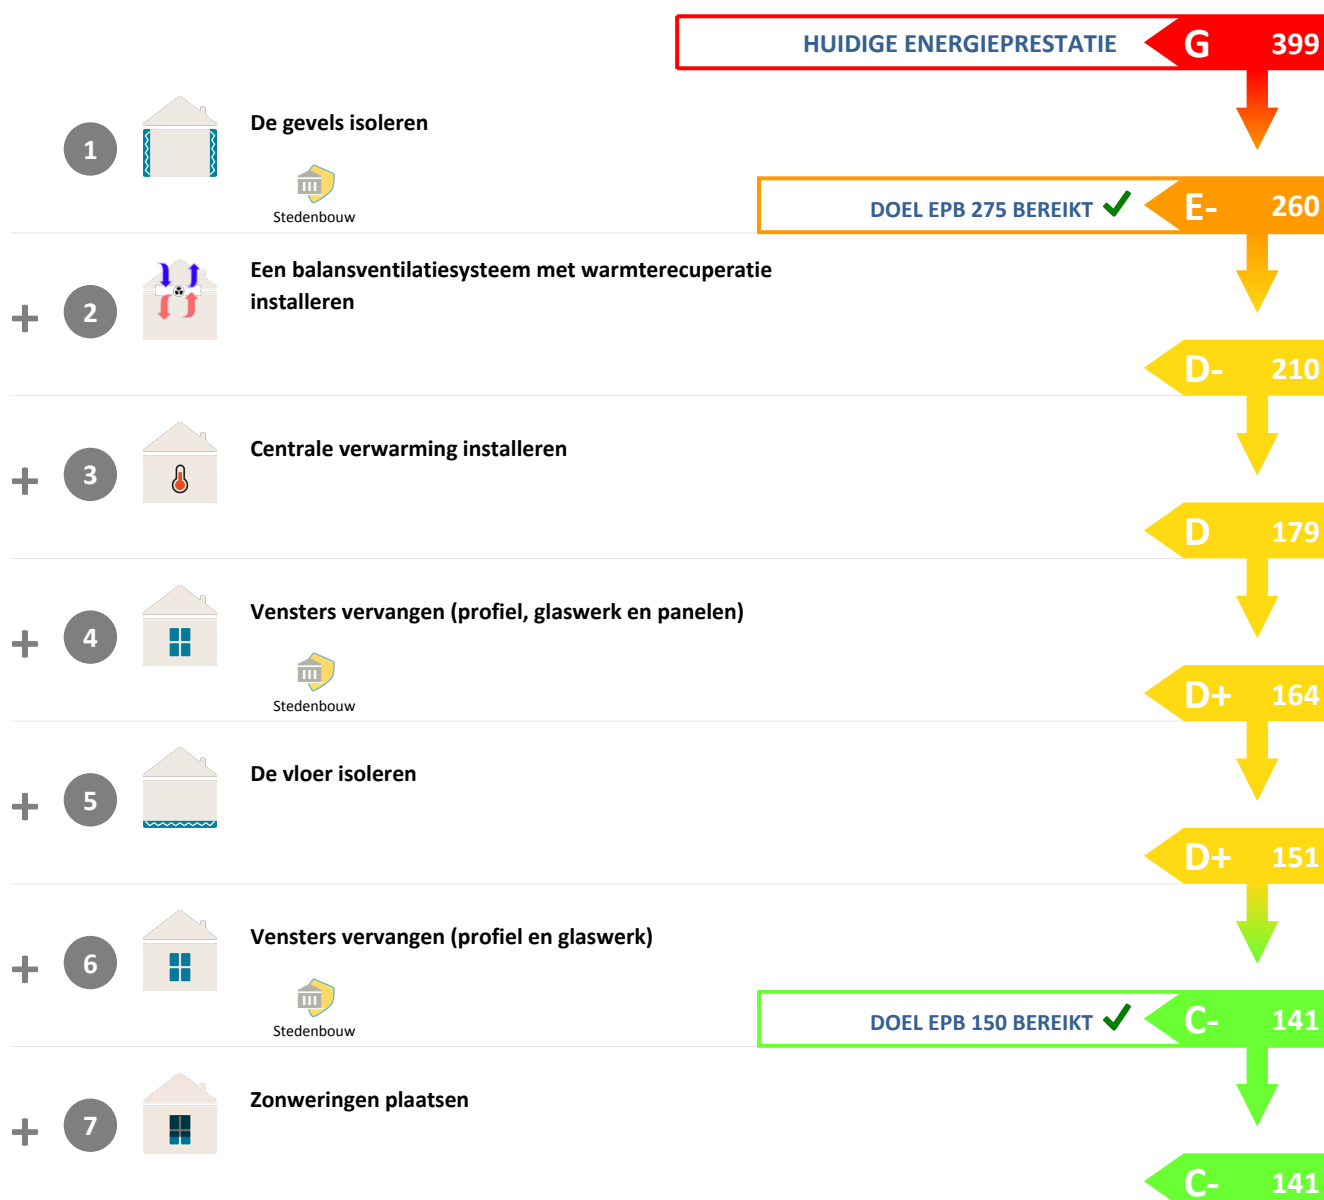 HUIDIGE ENERGIEPRESTATIE G 399
1 De gevels isoleren
Stedenbouw
DOEL EPB 275 BEREIKT E- 260
+ 2 Een balansventilatiesysteem met warmterecuperatie
installeren
D- 210
+ 3 Centrale verwarming installeren
D 179
+ 4 Vensters vervangen (profiel, glaswerk en panelen)
Stedenbouw
D+ 164
+ 5 De vloer isoleren
D+ 151
+ 6 Vensters vervangen (profiel en glaswerk)
Stedenbouw
DOEL EPB 150 BEREIKT C- 141
+ 7 Zonweringen plaatsen
C- 141